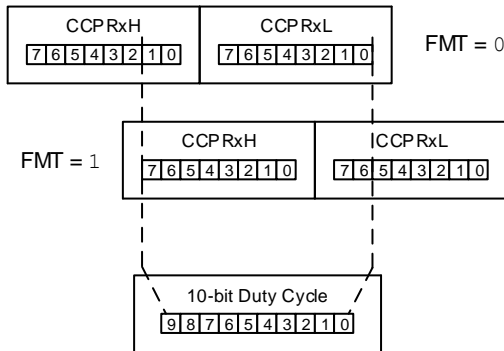 CCPRxH CCPRxL
7 6 5 4 3 2 1 0 7 6 5 4 3 2 1 0 FMT = 0
CCPRxH CCPRxL
FMT = 1 7 6 5 4 3 2 1 0 7 6 5 4 3 2 1 0
10-bit Duty Cycle
9 8 7 6 5 4 3 2 1 0